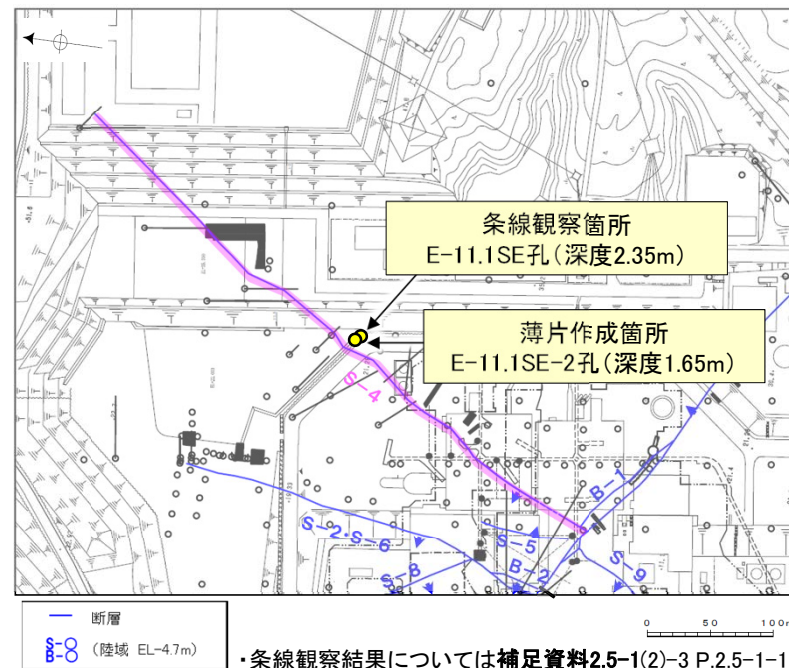 条線観察箇所
E-11.1SE孔(深度2.35m)
薄片作成箇所
E-11.1SE-2孔(深度1.65m)
S-4
B-1
S-2・S-6
S-5
S-8
B-2
S-9
断層
S-○
B-○
(陸域 EL-4.7m)
0 50 100m
・条線観察結果については補足資料2.5-1(2)-3 P.2.5-1-1